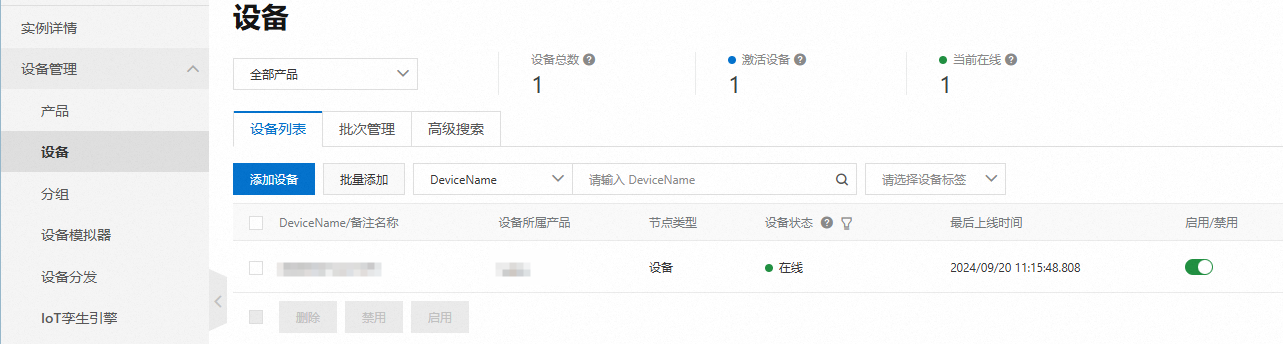 设备
实例详情
设备管理
产品
设备
分组
设备模拟器
设备分发
IoT孪生引擎
全部产品
设备总数 ?
1
激活设备 ?
1
当前在线 ?
1
设备列表 批次管理 高级搜索
添加设备 批量添加 DeviceName 请输入 DeviceName 请选择设备标签
DeviceName/备注名称 设备所属产品 节点类型 设备状态 ? 最后上线时间 启用/禁用
设备 在线 2024/09/20 11:15:48.808
删除 禁用 启用